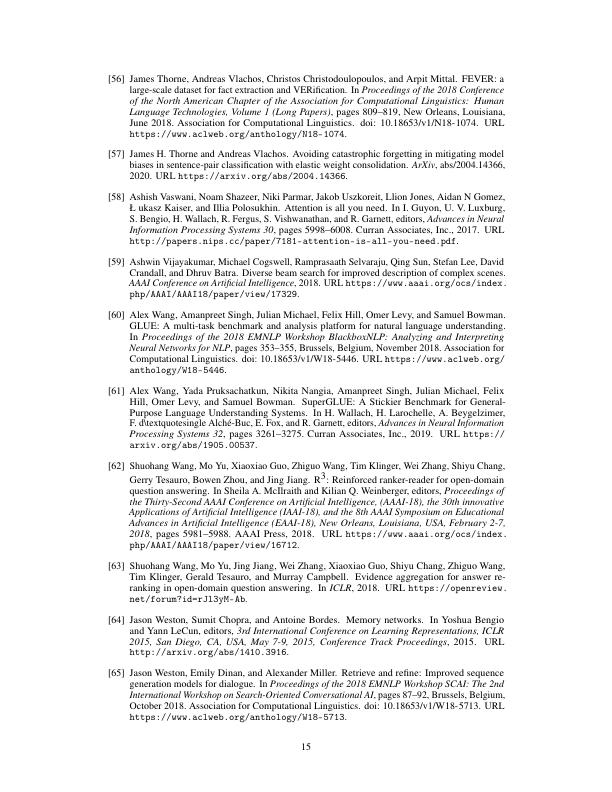 [56] James Thorne, Andreas Vlachos, Christos Christodoulopoulos, and Arpit Mittal. FEVER: a
large-scale dataset for fact extraction and VERification. In Proceedings of the 2018 Conference
of the North American Chapter of the Association for Computational Linguistics: Human
Language Technologies, Volume 1 (Long Papers), pages 809–819, New Orleans, Louisiana,
June 2018. Association for Computational Linguistics. doi: 10.18653/v1/N18-1074. URL
https://www.aclweb.org/anthology/N18-1074.
[57] James H. Thorne and Andreas Vlachos. Avoiding catastrophic forgetting in mitigating model
biases in sentence-pair classification with elastic weight consolidation. ArXiv, abs/2004.14366,
2020. URL https://arxiv.org/abs/2004.14366.
[58] Ashish Vaswani, Noam Shazeer, Niki Parmar, Jakob Uszkoreit, Llion Jones, Aidan N Gomez,
Ł ukasz Kaiser, and Illia Polosukhin. Attention is all you need. In I. Guyon, U. V. Luxburg,
S. Bengio, H. Wallach, R. Fergus, S. Vishwanathan, and R. Garnett, editors, Advances in Neural
Information Processing Systems 30, pages 5998–6008. Curran Associates, Inc., 2017. URL
http://papers.nips.cc/paper/7181-attention-is-all-you-need.pdf.
[59] Ashwin Vijayakumar, Michael Cogswell, Ramprasaath Selvaraju, Qing Sun, Stefan Lee, David
Crandall, and Dhruv Batra. Diverse beam search for improved description of complex scenes.
AAAI Conference on Artificial Intelligence, 2018. URL https://www.aaai.org/ocs/index.
php/AAAI/AAAI18/paper/view/17329.
[60] Alex Wang, Amanpreet Singh, Julian Michael, Felix Hill, Omer Levy, and Samuel Bowman.
GLUE: A multi-task benchmark and analysis platform for natural language understanding.
In Proceedings of the 2018 EMNLP Workshop BlackboxNLP: Analyzing and Interpreting
Neural Networks for NLP, pages 353–355, Brussels, Belgium, November 2018. Association for
Computational Linguistics. doi: 10.18653/v1/W18-5446. URL https://www.aclweb.org/
anthology/W18-5446.
[61] Alex Wang, Yada Pruksachatkun, Nikita Nangia, Amanpreet Singh, Julian Michael, Felix
Hill, Omer Levy, and Samuel Bowman. SuperGLUE: A Stickier Benchmark for General-
Purpose Language Understanding Systems. In H. Wallach, H. Larochelle, A. Beygelzimer,
F. d\textquotesingle Alché-Buc, E. Fox, and R. Garnett, editors, Advances in Neural Information
Processing Systems 32, pages 3261–3275. Curran Associates, Inc., 2019. URL https://
arxiv.org/abs/1905.00537.
[62] Shuohang Wang, Mo Yu, Xiaoxiao Guo, Zhiguo Wang, Tim Klinger, Wei Zhang, Shiyu Chang,
Gerry Tesauro, Bowen Zhou, and Jing Jiang. R³: Reinforced ranker-reader for open-domain
question answering. In Sheila A. McIlraith and Kilian Q. Weinberger, editors, Proceedings of
the Thirty-Second AAAI Conference on Artificial Intelligence, (AAAI-18), the 30th innovative
Applications of Artificial Intelligence (IAAI-18), and the 8th AAAI Symposium on Educational
Advances in Artificial Intelligence (EAAI-18), New Orleans, Louisiana, USA, February 2-7,
2018, pages 5981–5988. AAAI Press, 2018. URL https://www.aaai.org/ocs/index.
php/AAAI/AAAI18/paper/view/16712.
[63] Shuohang Wang, Mo Yu, Jing Jiang, Wei Zhang, Xiaoxiao Guo, Shiyu Chang, Zhiguo Wang,
Tim Klinger, Gerald Tesauro, and Murray Campbell. Evidence aggregation for answer re-
ranking in open-domain question answering. In ICLR, 2018. URL https://openreview.
net/forum?id=rJl3yM-Ab.
[64] Jason Weston, Sumit Chopra, and Antoine Bordes. Memory networks. In Yoshua Bengio
and Yann LeCun, editors, 3rd International Conference on Learning Representations, ICLR
2015, San Diego, CA, USA, May 7-9, 2015, Conference Track Proceedings, 2015. URL
http://arxiv.org/abs/1410.3916.
[65] Jason Weston, Emily Dinan, and Alexander Miller. Retrieve and refine: Improved sequence
generation models for dialogue. In Proceedings of the 2018 EMNLP Workshop SCAI: The 2nd
International Workshop on Search-Oriented Conversational AI, pages 87–92, Brussels, Belgium,
October 2018. Association for Computational Linguistics. doi: 10.18653/v1/W18-5713. URL
https://www.aclweb.org/anthology/W18-5713.
15